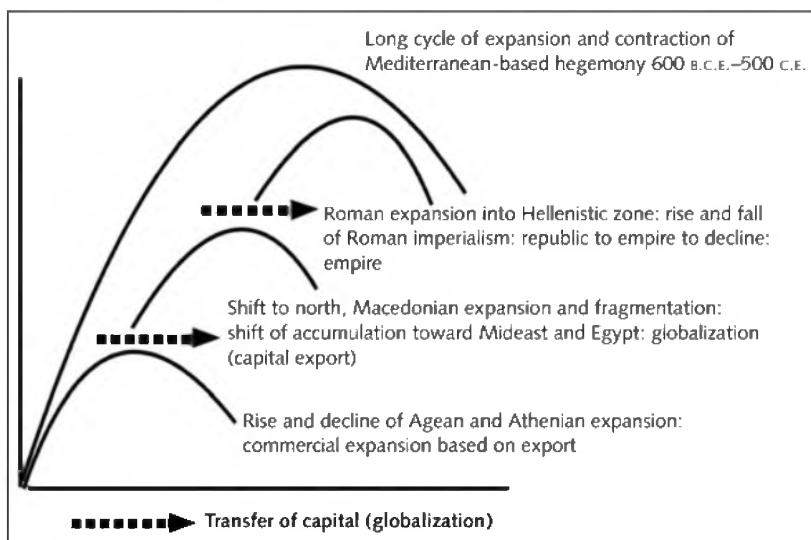 Long cycle of expansion and contraction of
Mediterranean-based hegemony 600 B.C.E.–500 C.E.
Roman expansion into Hellenistic zone: rise and fall
of Roman imperialism: republic to empire to decline:
empire
Shift to north, Macedonian expansion and fragmentation:
shift of accumulation toward Mideast and Egypt: globalization
(capital export)
Rise and decline of Agean and Athenian expansion:
commercial expansion based on export
Transfer of capital (globalization)